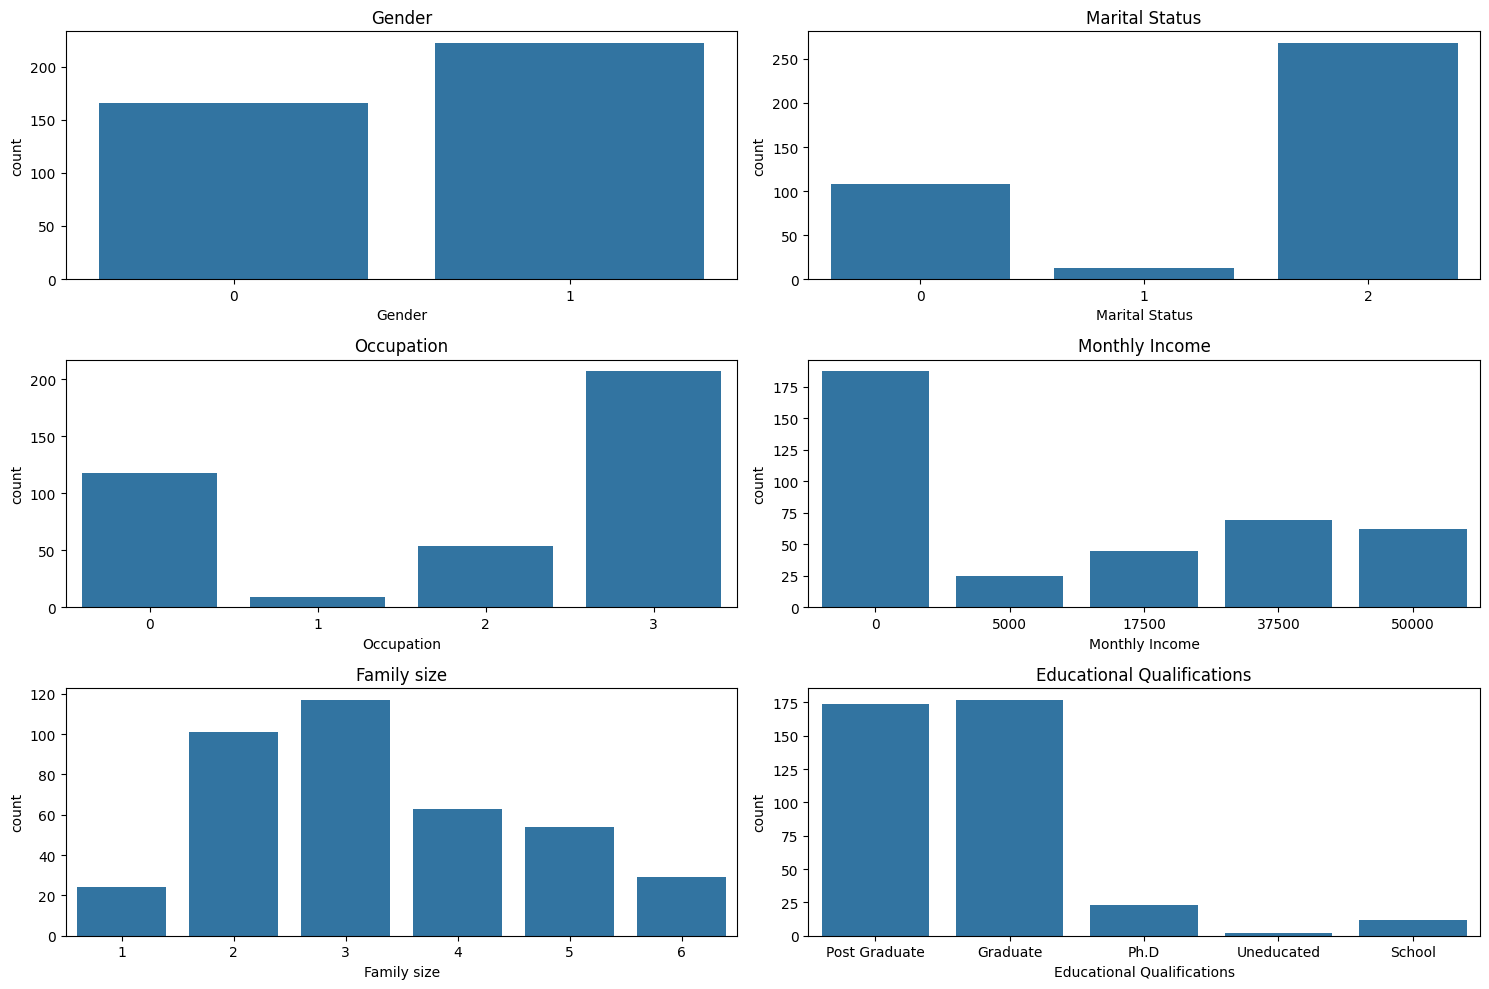 Gender
200
150
100
50
0
count
0 1
Gender
Marital Status
250
200
150
100
50
0
count
0 1 2
Marital Status
Occupation
200
150
100
50
0
count
0 1 2 3
Occupation
Monthly Income
175
150
125
100
75
50
25
0
count
0 5000 17500 37500 50000
Monthly Income
Family size
120
100
80
60
40
20
0
count
1 2 3 4 5 6
Family size
Educational Qualifications
175
150
125
100
75
50
25
0
count
Post Graduate Graduate Ph.D Uneducated School
Educational Qualifications